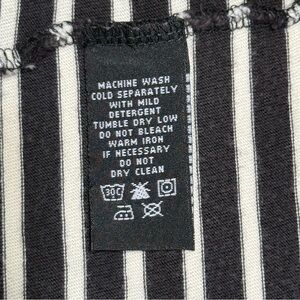 MACHINE WASH
COLD SEPARATELY
WITH MILD
DETERGENT
TUMBLE DRY LOW
DO NOT BLEACH
WARM IRON
IF NECESSARY
DO NOT
DRY CLEAN
30C